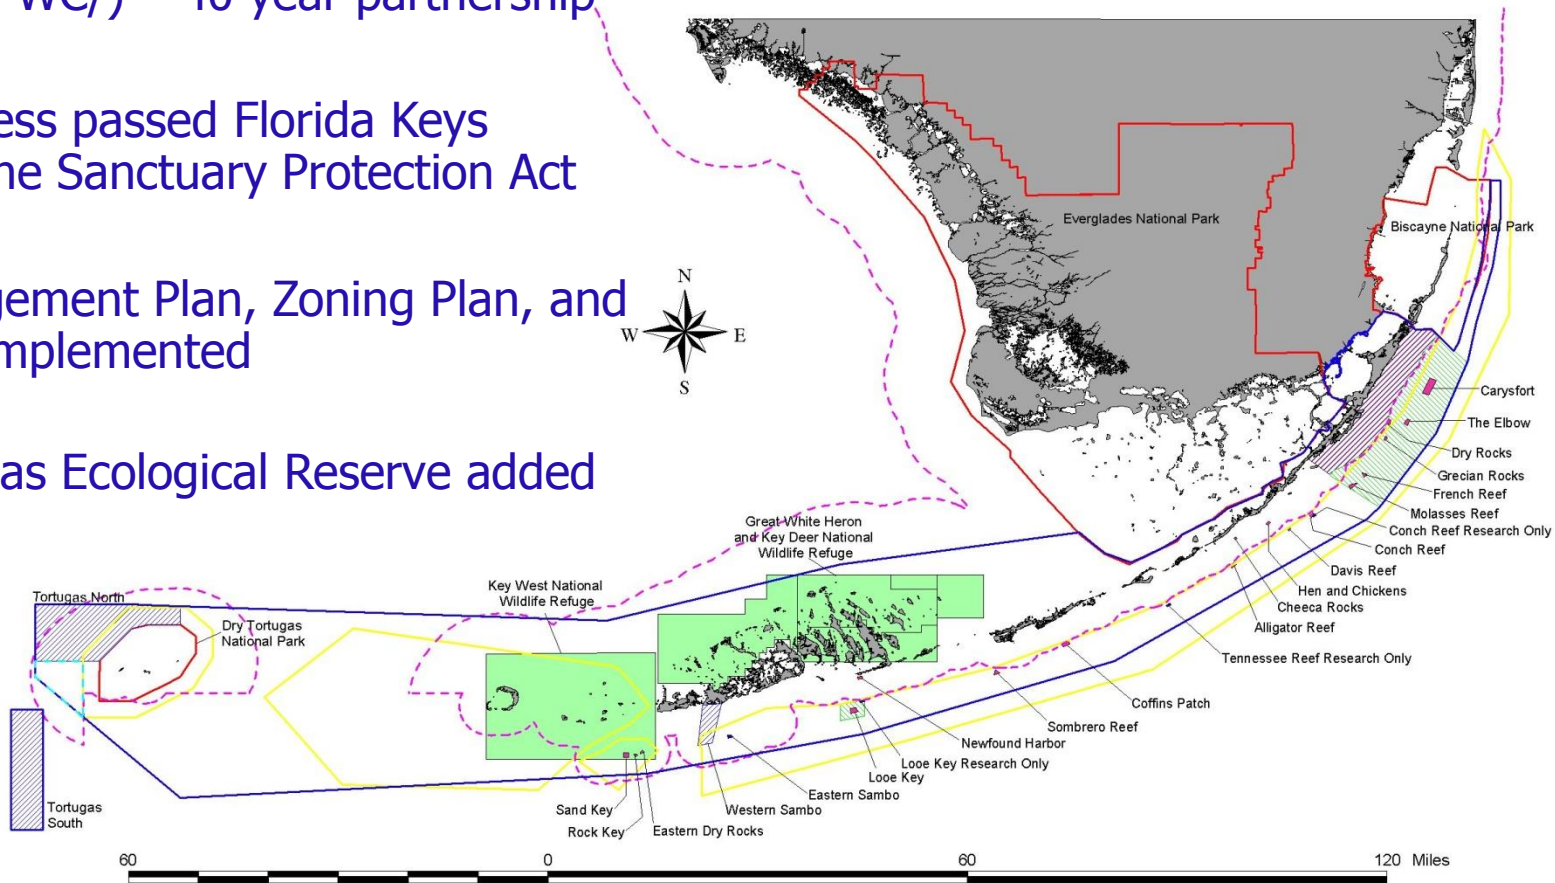 WC/) – 40 year partnership
ess passed Florida Keys
ne Sanctuary Protection Act
gement Plan, Zoning Plan, and
mplemented
as Ecological Reserve added
N
W E
S
Everglades National Park
Biscayne National Park
Carysfort
The Elbow
Dry Rocks
Grecian Rocks
French Reef
Molasses Reef
Conch Reef Research Only
Conch Reef
Davis Reef
Hen and Chickens
Cheeca Rocks
Alligator Reef
Tennessee Reef Research Only
Coffins Patch
Sombrero Reef
Newfound Harbor
Looe Key Research Only
Looe Key
Eastern Sambo
Western Sambo
Eastern Dry Rocks
Rock Key
Sand Key
Great White Heron
and Key Deer National
Wildlife Refuge
Key West National
Wildlife Refuge
Tortugas North
Dry Tortugas
National Park
Tortugas
South
60 0 60 120 Miles